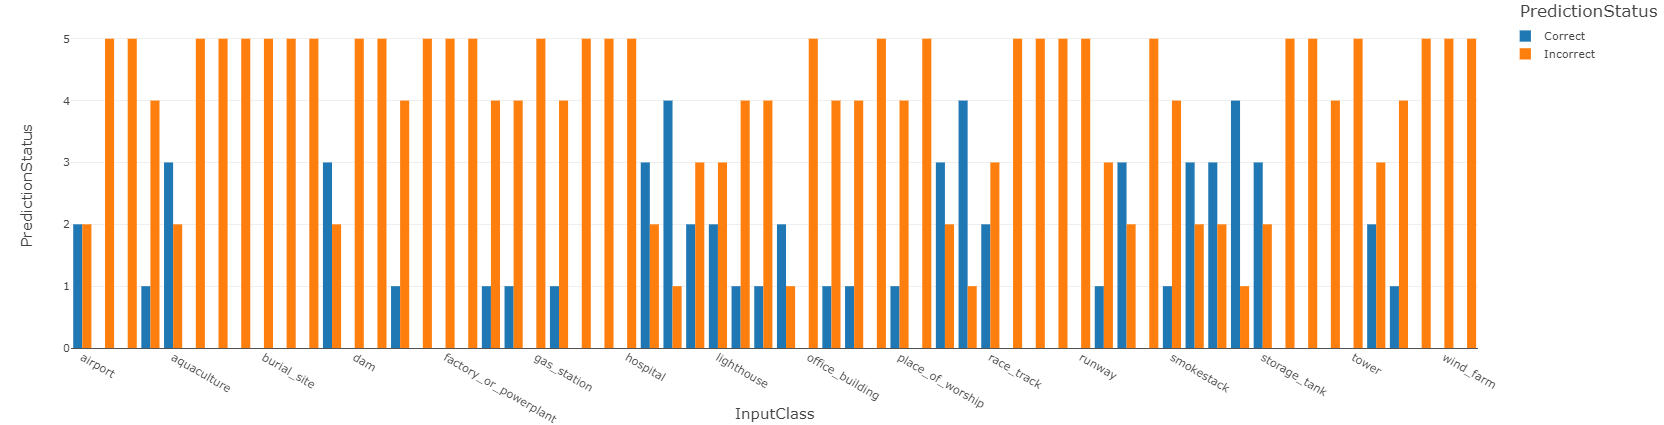 PredictionStatus
Correct
Incorrect
5
4
3
2
1
0
PredictionStatus
airport
aquaculture
burial_site
dam
factory_or_powerplant
gas_station
hospital
lighthouse
office_building
place_of_worship
race_track
runway
smokestack
storage_tank
tower
wind_farm
InputClass